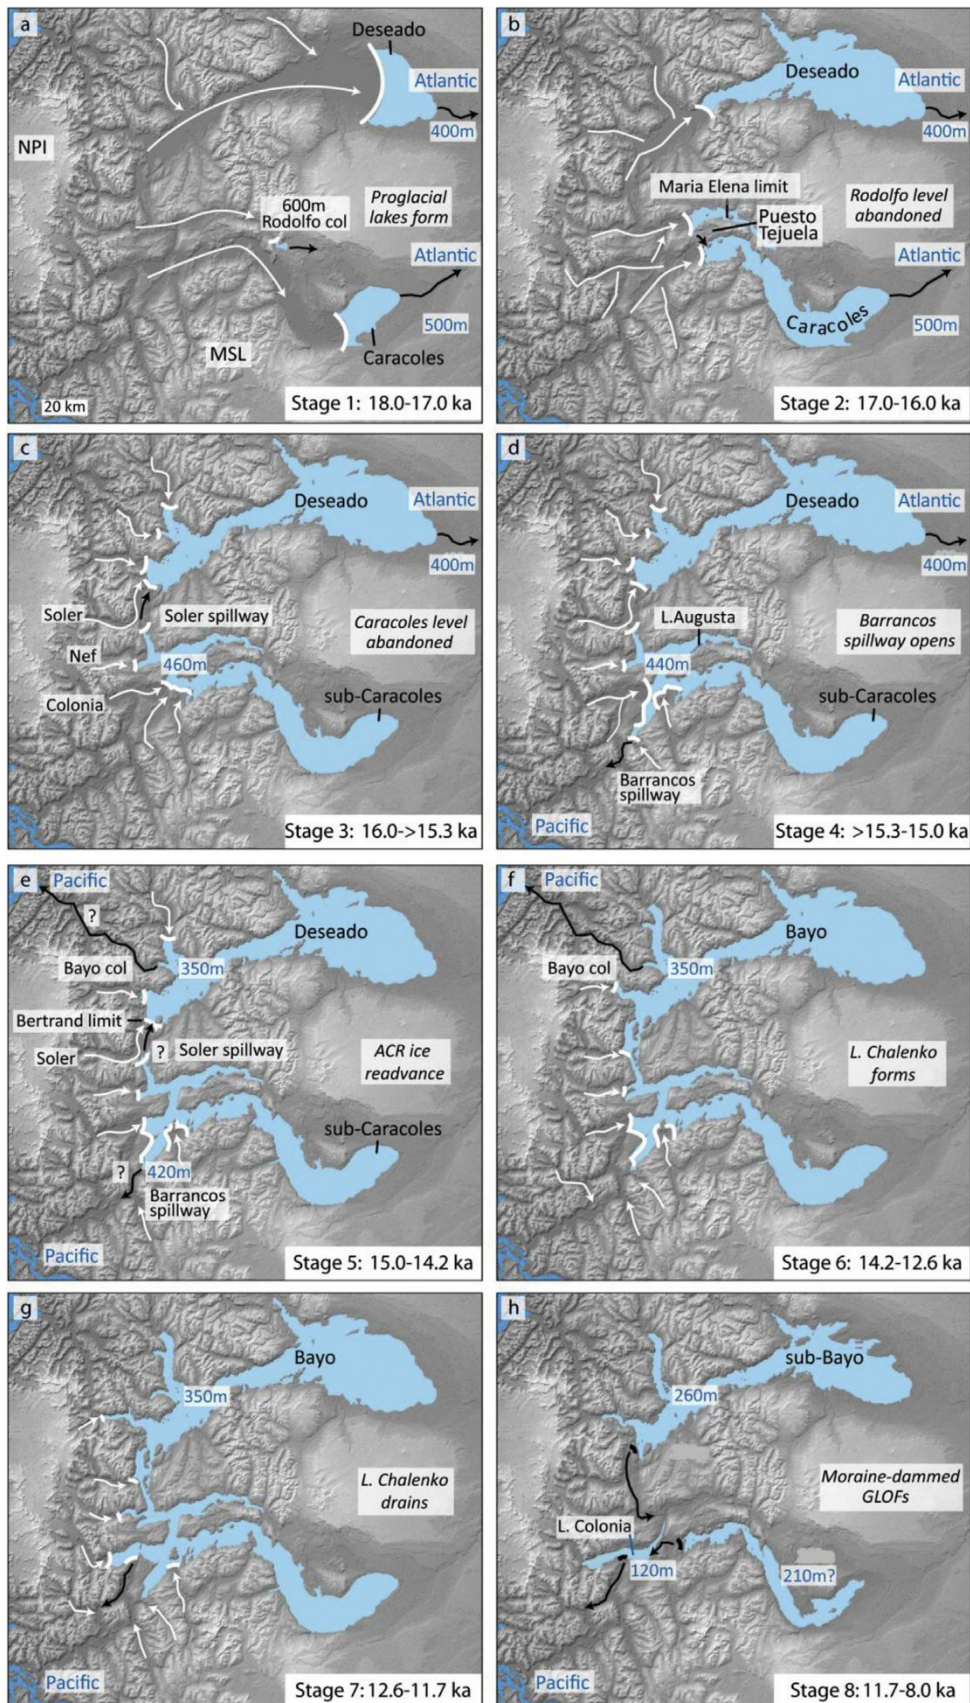 a
Deseado
Atlantic
400m
NPI
600m
Rodolfo col
Proglacial
lakes form
Atlantic
500m
MSL
Caracoles
20 km
Stage 1: 18.0-17.0 ka
b
Deseado
Atlantic
400m
Maria Elena limit
Puesto
Tejuela
Rodolfo level
abandoned
Atlantic
Caracoles
500m
Stage 2: 17.0-16.0 ka
c
Deseado
Atlantic
400m
Soler
Soler spillway
Caracoles level
abandoned
Nef
460m
Colonia
sub-Caracoles
Stage 3: 16.0->15.3 ka
d
Deseado
Atlantic
400m
L.Augusta
Barrancos
spillway opens
440m
sub-Caracoles
Barrancos
spillway
Pacific
Stage 4: >15.3-15.0 ka
e
Pacific
?
Deseado
Bayo col
350m
Bertrand limit
?
Soler
Soler spillway
ACR ice
readvance
sub-Caracoles
?
420m
Barrancos
spillway
Pacific
Stage 5: 15.0-14.2 ka
f
Pacific
?
Bayo
Bayo col
350m
L. Chalenko
forms
Stage 6: 14.2-12.6 ka
g
Bayo
350m
L. Chalenko
drains
Pacific
Stage 7: 12.6-11.7 ka
h
sub-Bayo
260m
Moraine-dammed
GLOFs
L. Colonia
120m
210m?
Pacific
Stage 8: 11.7-8.0 ka